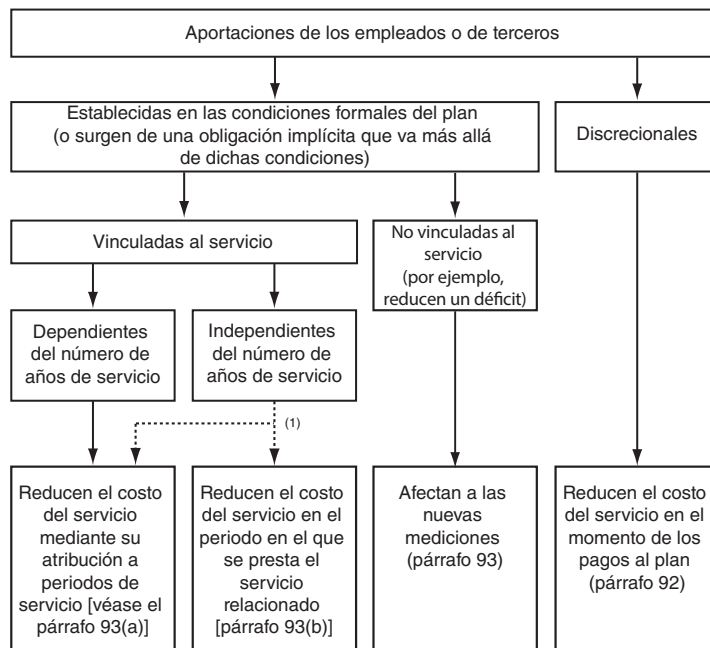 Aportaciones de los empleados o de terceros
Establecidas en las condiciones formales del plan
(o surgen de una obligación implícita que va más allá
de dichas condiciones)
Discrecionales
Vinculadas al servicio
No vinculadas al
servicio
(por ejemplo,
reducen un déficit)
Dependientes
del número de
años de servicio
Independientes
del número de
años de servicio
(1)
Reducen el costo
del servicio
mediante su
atribución a
periodos de
servicio [véase el
párrafo 93(a)]
Reducen el costo
del servicio en el
periodo en el que
se presta el
servicio
relacionado
[párrafo 93(b)]
Afectan a las
nuevas
mediciones
(párrafo 93)
Reducen el costo
del servicio en el
momento de los
pagos al plan
(párrafo 92)